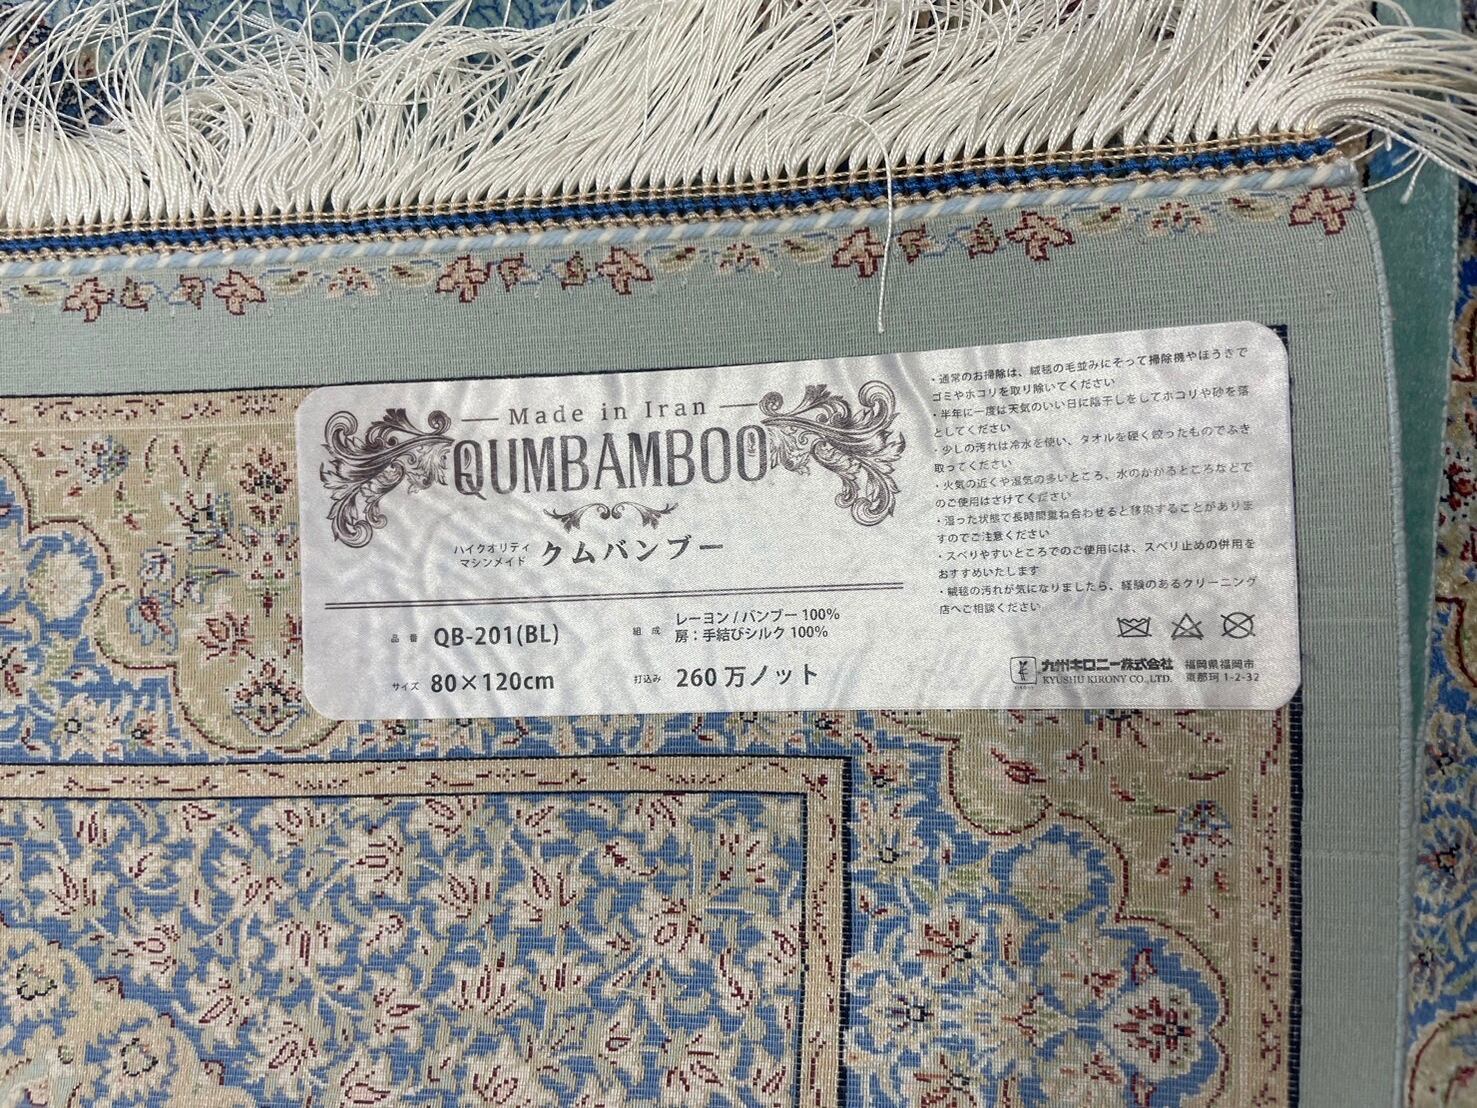 Made in Iran
QUMBAMBOO
ハイクオリティ
マシンメイド クムバンブー
品番 QB-201(BL)
サイズ 80×120cm
組成 レーヨン/バンブー100%
房：手結びシルク100%
打込み 260万ノット
・通常のお掃除は、絨毯の毛並みにそって掃除機やほうきで
ゴミやホコリを取り除いてください
・半年に一度は天気のいい日に陰干しをしてホコリや砂を落
としてください
・少しの汚れは冷水を使い、タオルを硬く絞ったものでふき
取ってください
・火気の近くや湿気の多いところ、水のかかるところなどで
のご使用はさけてください
・湿った状態で長時間重ね合わせると移染することがありま
すのでご注意ください
・スベりやすいところでのご使用には、スベリ止めの併用を
おすすめいたします
・絨毯の汚れが気になりましたら、経験のあるクリーニング
店へご相談ください
九州キロニー株式会社
KYUSHU KIRONY CO., LTD.
福岡県福岡市
東那珂1-2-32